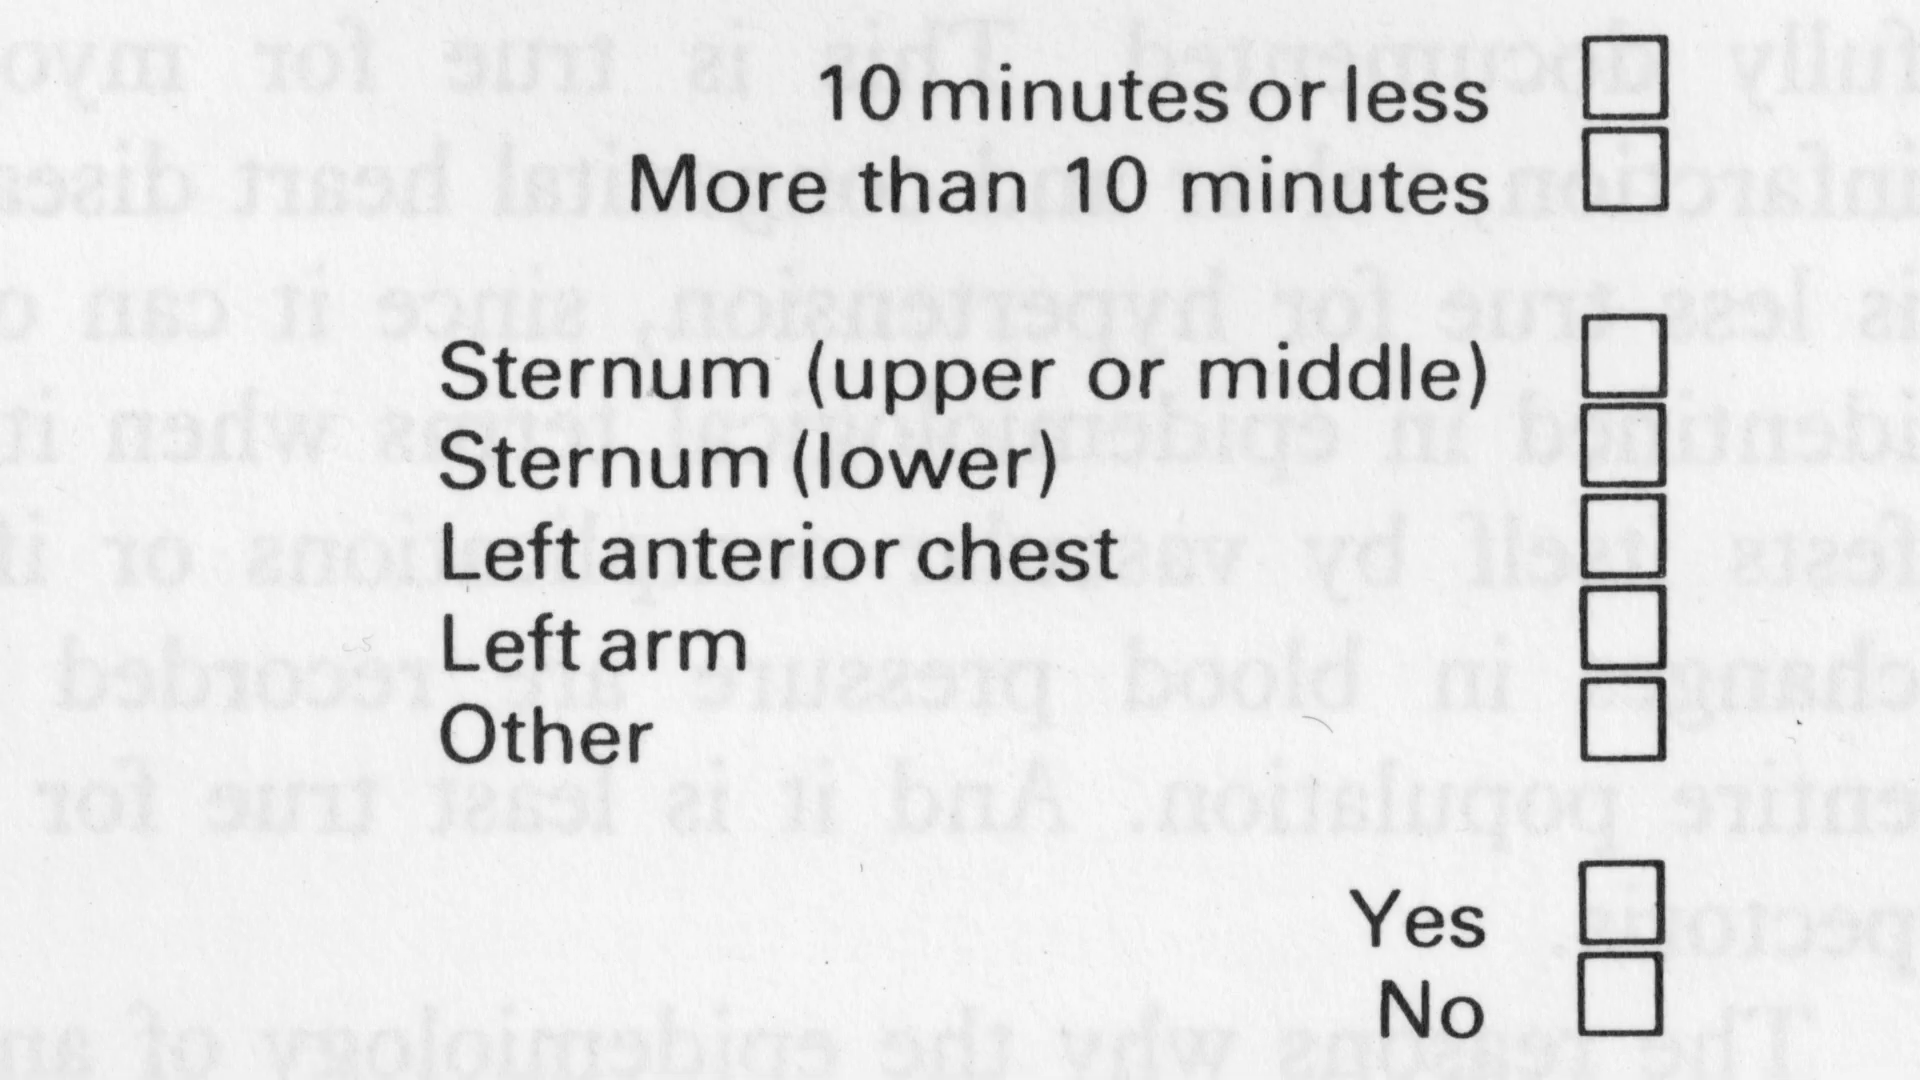 10 minutes or less
More than 10 minutes
Sternum (upper or middle)
Sternum (lower)
Left anterior chest
Left arm
Other
Yes
No